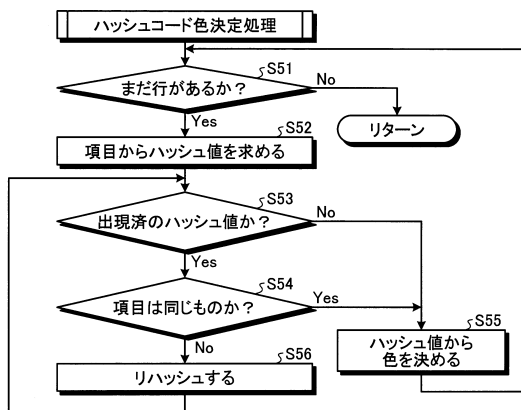 ハッシュコード色決定処理
S51
まだ行があるか？
No
Yes
リターン
S52
項目からハッシュ値を求める
S53
出現済のハッシュ値か？
No
Yes
S54
項目は同じものか？
Yes
No
S55
ハッシュ値から
色を決める
S56
リハッシュする